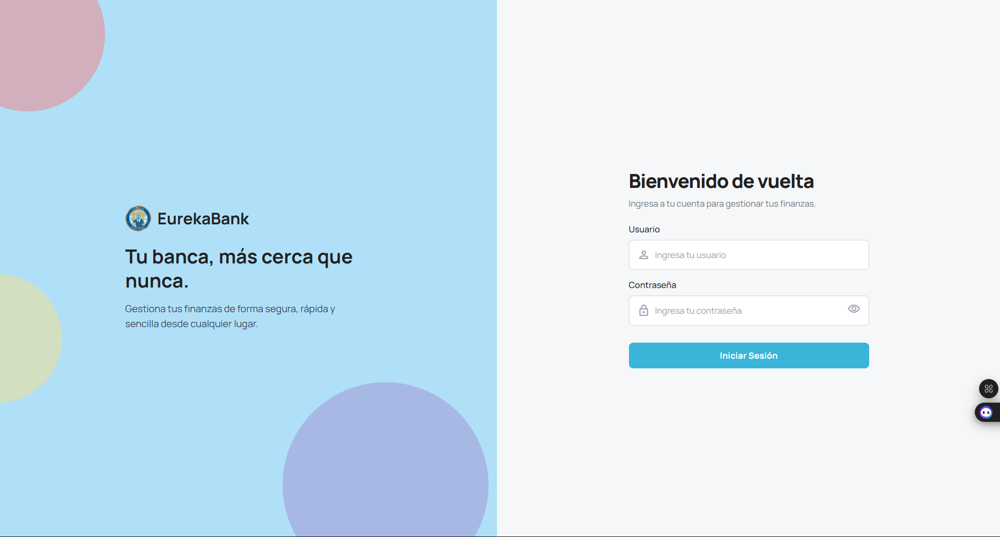 EurekaBank
Tu banca, más cerca que
nunca.
Gestiona tus finanzas de forma segura, rápida y
sencilla desde cualquier lugar.
Bienvenido de vuelta
Ingresa a tu cuenta para gestionar tus finanzas.
Usuario
Ingresa tu usuario
Contraseña
Ingresa tu contraseña
Iniciar Sesión